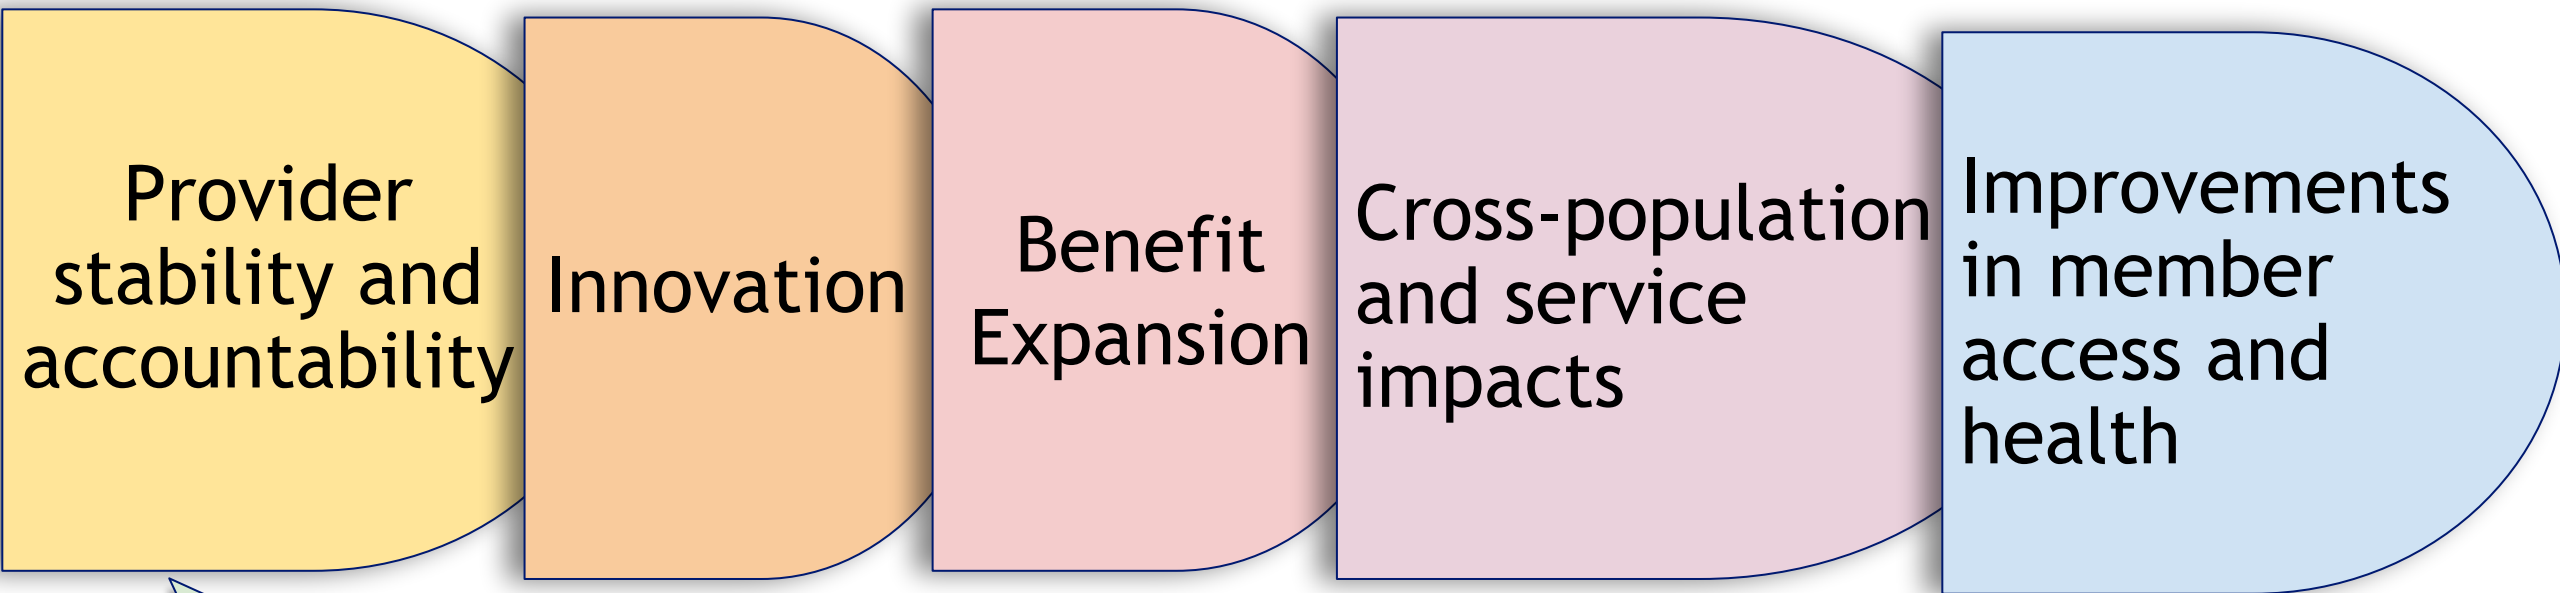 Provider
stability and
accountability
Innovation
Benefit
Expansion
Cross-population
and service
impacts
Improvements
in member
access and
health